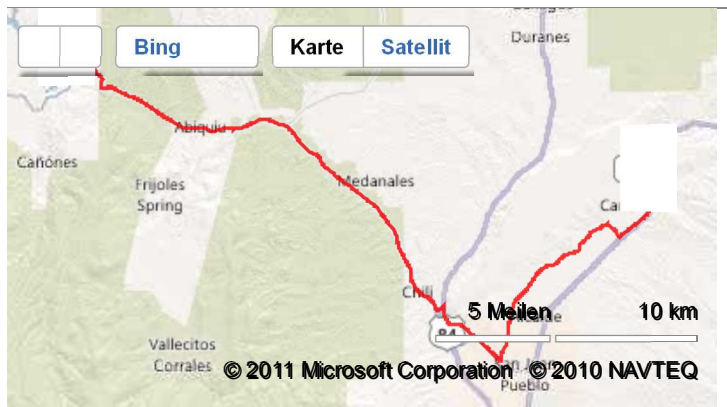 Bing Karte Satellit
Duranes
Abiquiu
Cañónes
Medanales
Frijoles
Spring
Chili
5 Meilen 10 km
84
Vallecitos
Corrales
© 2011 Microsoft Corporation © 2010 NAVTEQ
Pueblo